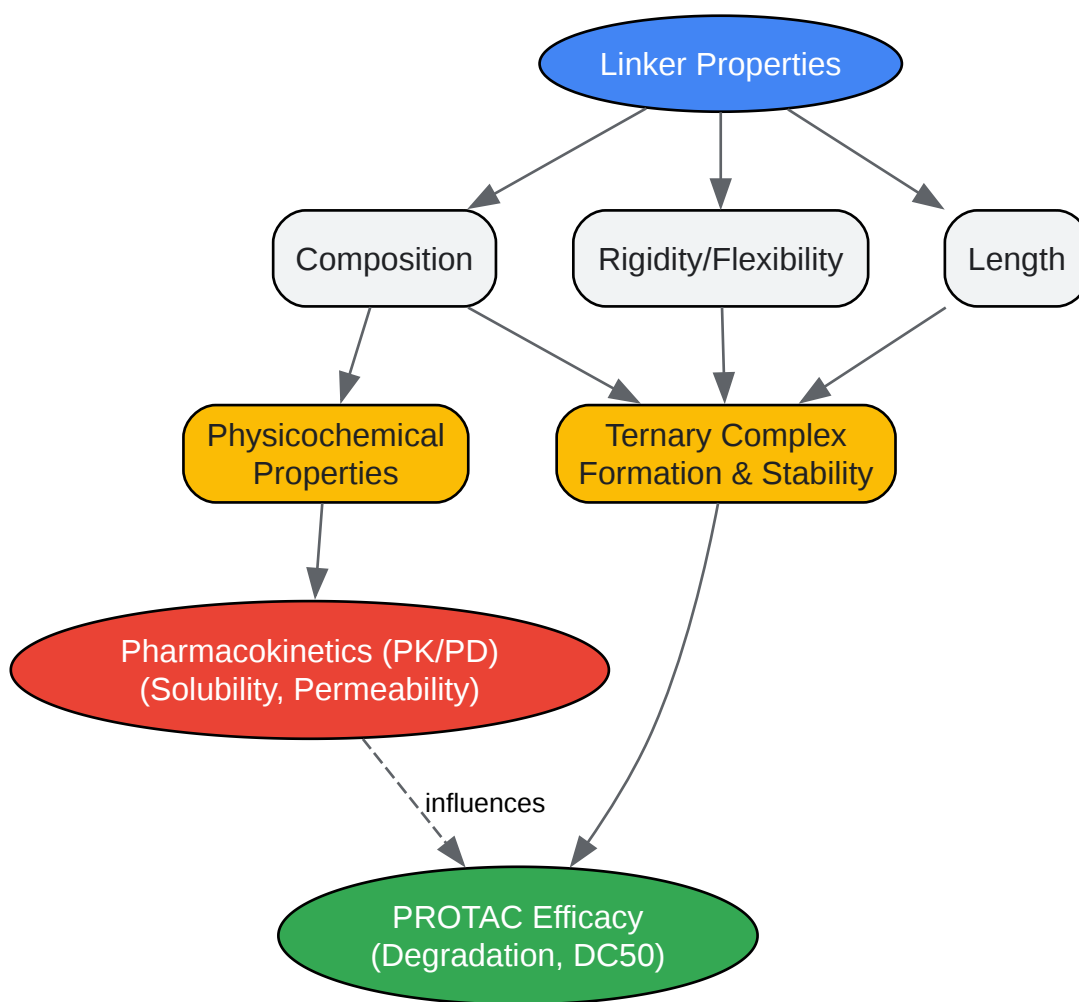 Linker Properties
Composition
Rigidity/Flexibility
Length
Physicochemical
Properties
Ternary Complex
Formation & Stability
Pharmacokinetics (PK/PD)
(Solubility, Permeability)
influences
PROTAC Efficacy
(Degradation, DC50)